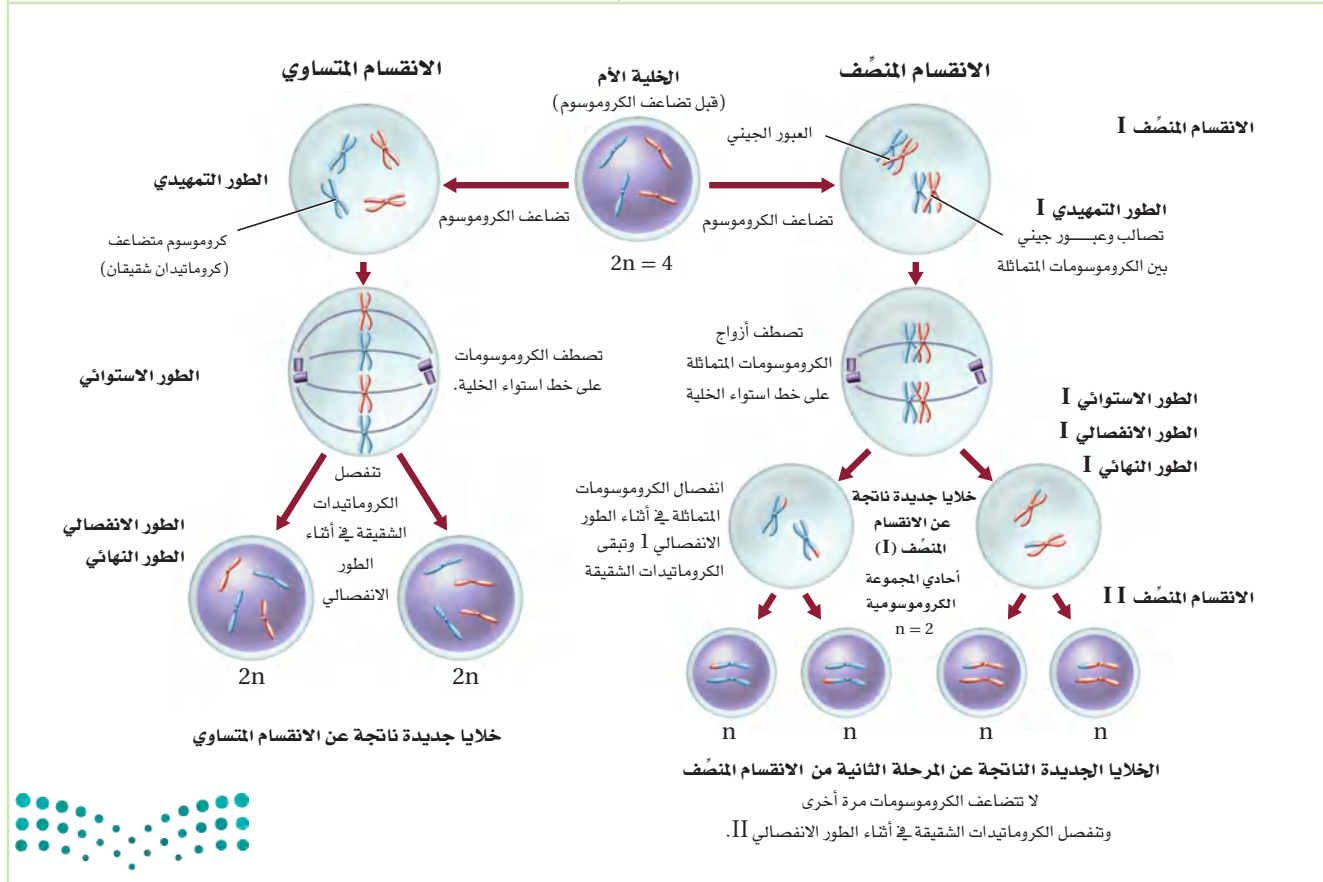 الانقسام المنصِّف
الخلية الأم
(قبل تضاعف الكروموسوم)
الانقسام المتساوي
الانقسام المنصِّف I
العبور الجيني
الطور التمهيدي I
تصالب وعبـــور جيني
بين الكروموسومات المتماثلة
تضاعف الكروموسوم
2n = 4
تضاعف الكروموسوم
الطور التمهيدي
كروموسوم متضاعف
(كروماتيدان شقيقان)
تصطف أزواج
الكروموسومات المتماثلة
على خط استواء الخلية
تصطف الكروموسومات
على خط استواء الخلية.
الطور الاستوائي
الطور الاستوائي I
الطور الانفصالي I
الطور النهائي I
خلايا جديدة ناتجة
عن الانقسام
المنصِّف (I)
أحادي المجموعة
الكروموسومية
n = 2
انفصال الكروموسومات
المتماثلة في أثناء الطور
الانفصالي 1 وتبقى
الكروماتيدات الشقيقة
تنفصل
الكروماتيدات
الشقيقة في أثناء
الطور
الانفصالي
الطور الانفصالي
الطور النهائي
الانقسام المنصِّف II
2n
2n
n
n
n
n
خلايا جديدة ناتجة عن الانقسام المتساوي
الخلايا الجديدة الناتجة عن المرحلة الثانية من الانقسام المنصِّف
لا تتضاعف الكروموسومات مرة أخرى
وتنفصل الكروماتيدات الشقيقة في أثناء الطور الانفصالي II.